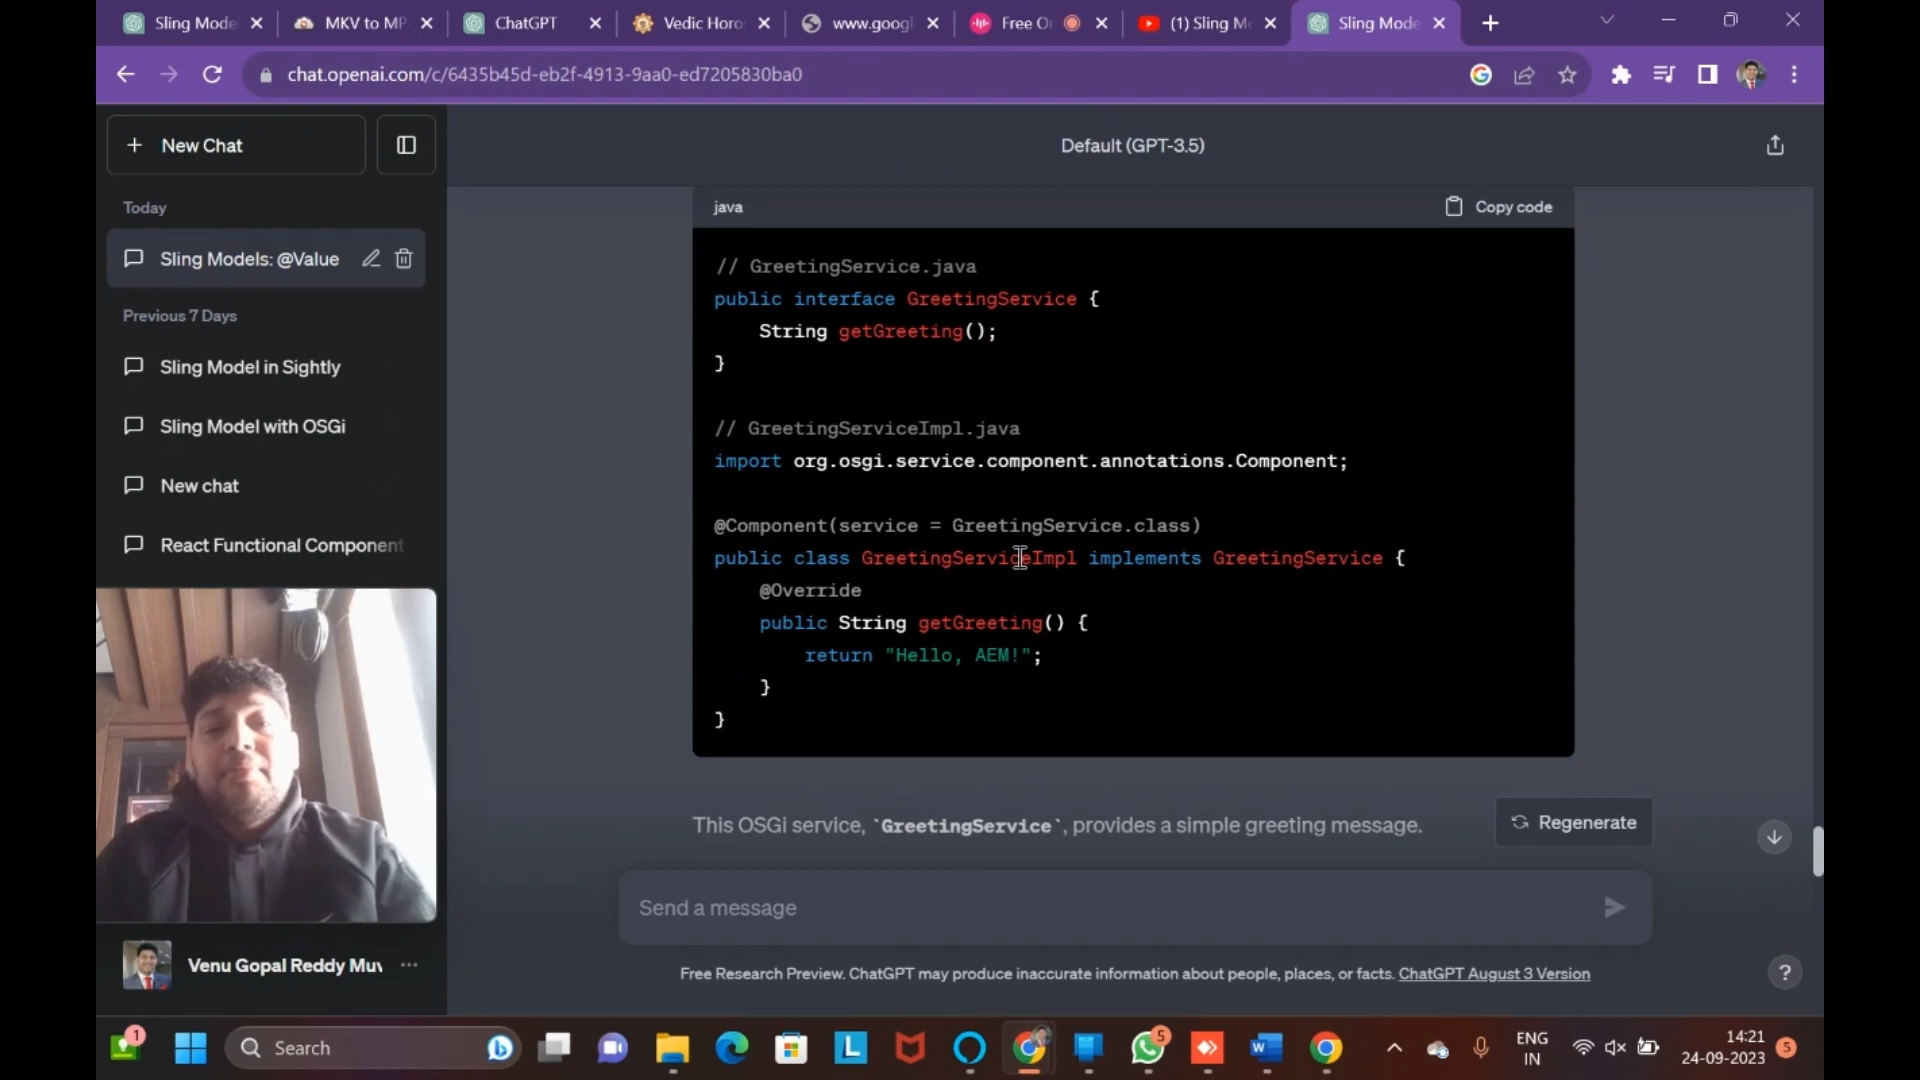 Sling Mode
MKV to MP
ChatGPT
Vedic Horo
www.googl
Free O
(1) Sling M
Sling Mode
chat.openai.com/c/6435b45d-eb2f-4913-9aa0-ed7205830ba0
New Chat
Default (GPT-3.5)
Today
Sling Models: @Value
Previous 7 Days
Sling Model in Sightly
Sling Model with OSGi
New chat
React Functional Component
Venu Gopal Reddy Muv
java
Copy code
// GreetingService.java
public interface GreetingService {
String getGreeting();
}
// GreetingServiceImpl.java
import org.osgi.service.component.annotations.Component;
@Component(service = GreetingService.class)
public class GreetingServiceImpl implements GreetingService {
@Override
public String getGreeting() {
return "Hello, AEM!";
}
}
This OSGi service, `GreetingService`, provides a simple greeting message.
Regenerate
Send a message
Free Research Preview. ChatGPT may produce inaccurate information about people, places, or facts. ChatGPT August 3 Version
?
1
Search
L
5
W
ENG
IN
14:21
24-09-2023
5